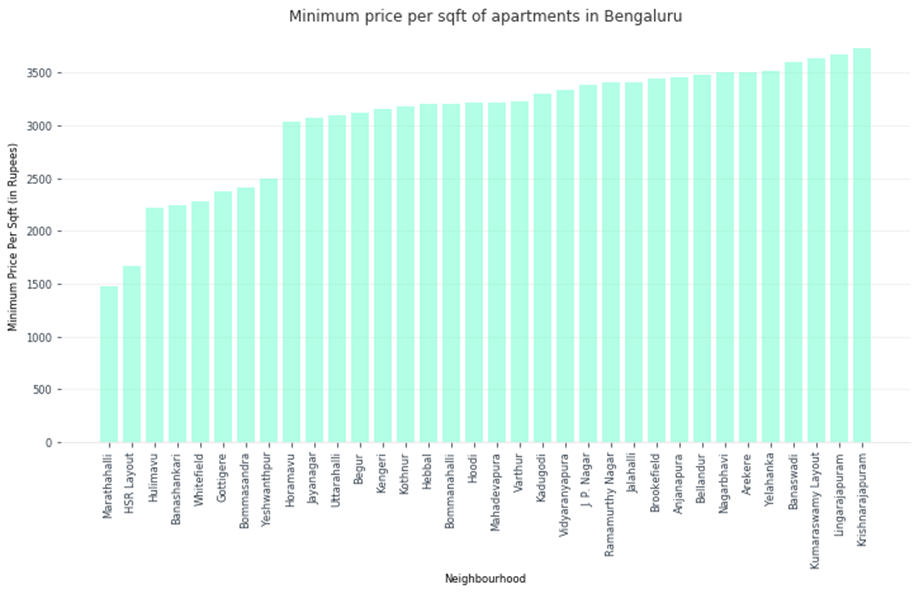 Minimum price per sqft of apartments in Bengaluru
Minimum Price Per Sqft (in Rupees)
3500
3000
2500
2000
1500
1000
500
0
Marathahalli
HSR Layout
Hulimavu
Banashankari
Whitefield
Gottigere
Bommasandra
Yeshwanthpur
Horamavu
Jayanagar
Uttarahalli
Begur
Kengeri
Kothnur
Hebbal
Bommanahalli
Hoodi
Mahadevapura
Varthur
Kadugodi
Vidyaranyapura
J. P. Nagar
Ramamurthy Nagar
Jalahalli
Brookefield
Anjanapura
Bellandur
Nagarbhavi
Arekere
Yelahanka
Banaswadi
Kumaraswamy Layout
Lingarajapuram
Krishnarajapuram
Neighbourhood